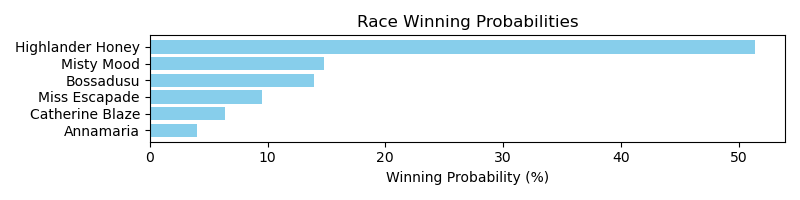 Race Winning Probabilities
Highlander Honey
Misty Mood
Bossadusu
Miss Escapade
Catherine Blaze
Annamaria
0 10 20 30 40 50
Winning Probability (%)